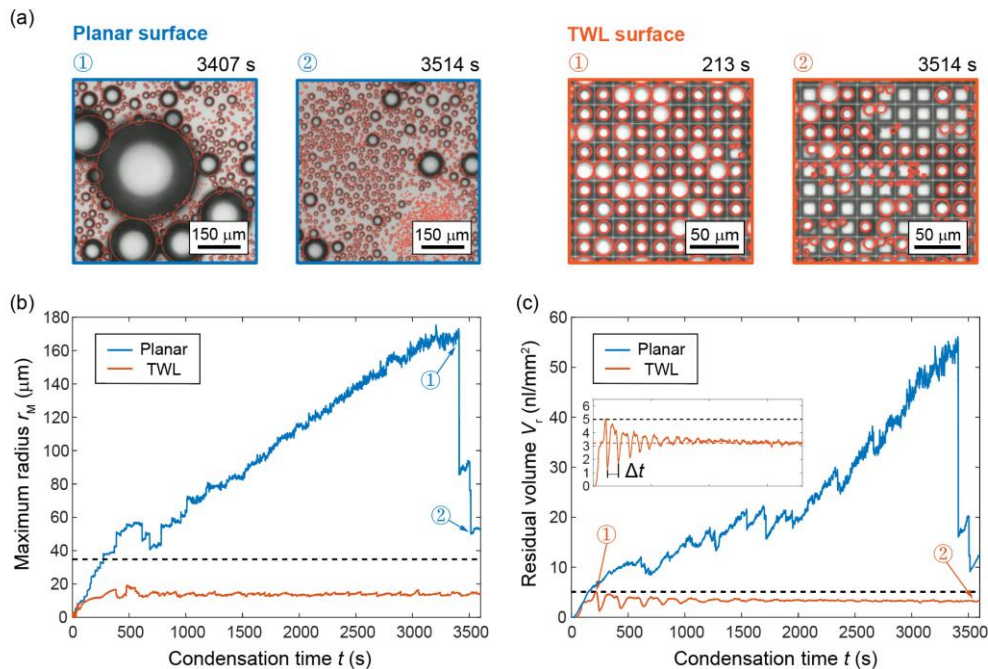 (a)
Planar surface
① 3407 s
② 3514 s
150 μm
150 μm
TWL surface
① 213 s
② 3514 s
50 μm
50 μm
(b)
180
160
140
120
100
80
60
40
20
0
Maximum radius rM (μm)
Planar
TWL
①
②
0 500 1000 1500 2000 2500 3000 3500
Condensation time t (s)
(c)
60
50
40
30
20
10
0
Residual volume Vr (nl/mm²)
Planar
TWL
6
5
4
3
2
1
0
Δt
①
②
0 500 1000 1500 2000 2500 3000 3500
Condensation time t (s)